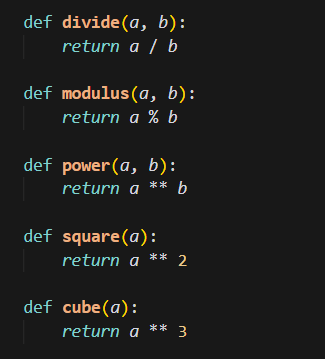 def divide(a, b):
    return a / b
def modulus(a, b):
    return a % b
def power(a, b):
    return a ** b
def square(a):
    return a ** 2
def cube(a):
    return a ** 3